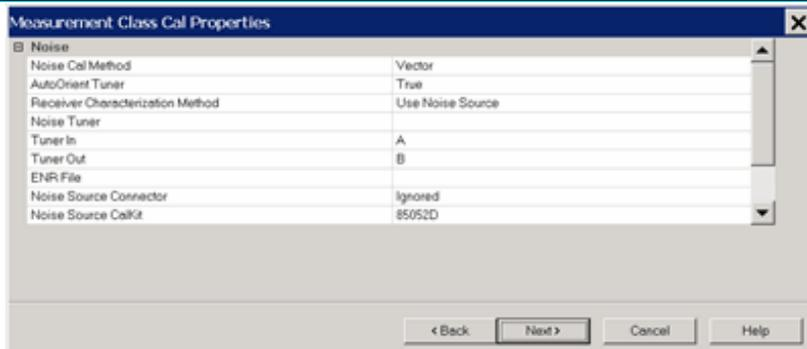 Measurement Class Cal Properties
Noise
Noise Cal Method Vector
AutoOrient Tuner True
Receiver Characterization Method Use Noise Source
Noise Tuner
Tuner In A
Tuner Out B
ENR File
Noise Source Connector Ignored
Noise Source CalKit 85052D
< Back Next > Cancel Help